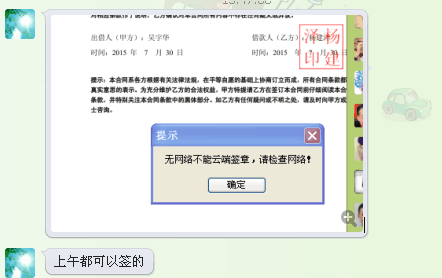 出借人(甲方):吴字华
借款人(乙方)
时间:2015 年 7 月 30 日
时间:2015 年 7 月 30 日
提示:本合同系各方根据有关法律法规,在平等自愿的基础上协商订立而成,所有合同条款都
真实意思的表示。为充分维护乙方的合法权益,甲方特提请乙方在签订本合同前仔细阅读本合
条款,并特别关注本合同条款中的黑体部分。如乙方有任何疑问或不明之处,请及时向甲方或
士咨询。
提示
无网络不能云端签章,请检查网络!
确定
上午都可以签的